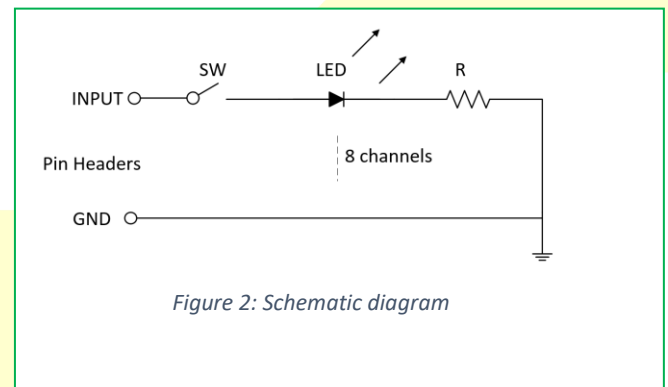 SW LED R
INPUT
8 channels
Pin Headers
GND
Figure 2: Schematic diagram